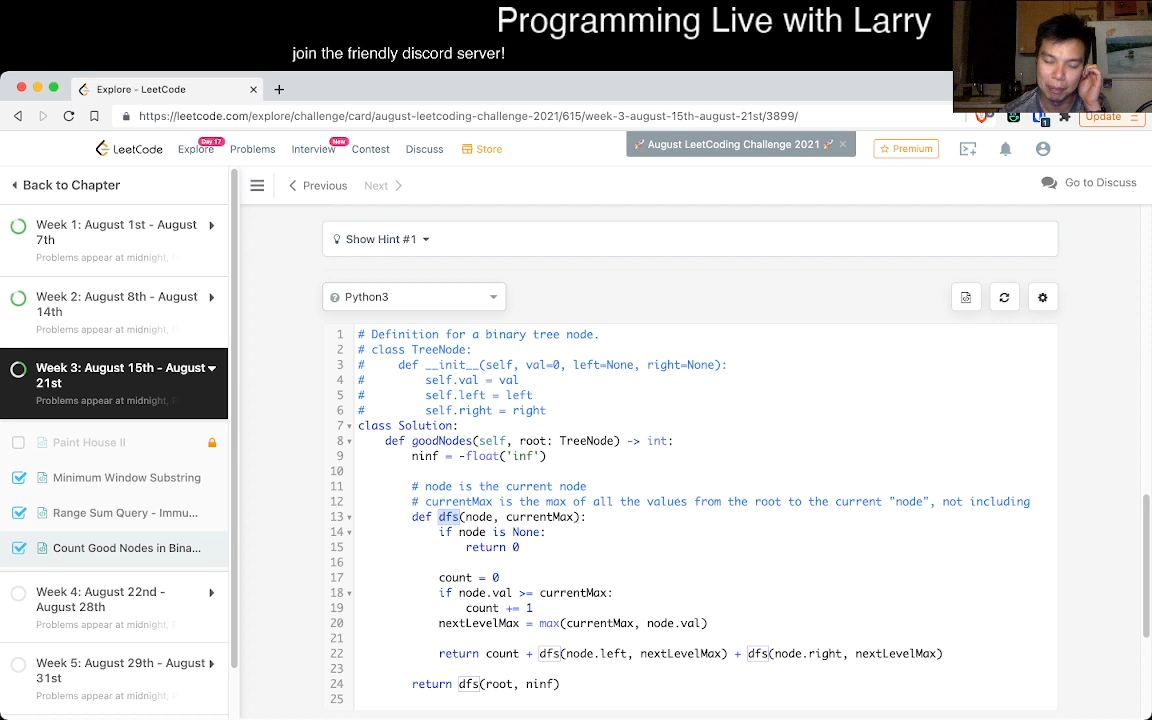 Programming Live with Larry
join the friendly discord server!
Explore - LeetCode
https://leetcode.com/explore/challenge/card/august-leetcoding-challenge-2021/615/week-3-august-15th-august-21st/3899/
Update
LeetCode
Explore
Day 17
Problems
Interview
New
Contest
Discuss
Store
August LeetCoding Challenge 2021
Premium
Back to Chapter
Previous
Next
Go to Discuss
Week 1: August 1st - August
7th
Problems appear at midnight,
Week 2: August 8th - August
14th
Problems appear at midnight,
Week 3: August 15th - August
21st
Problems appear at midnight,
Paint House II
Minimum Window Substring
Range Sum Query - Immu...
Count Good Nodes in Bina...
Week 4: August 22nd -
August 28th
Problems appear at midnight,
Week 5: August 29th - August
31st
Problems appear at midnight,
Show Hint #1
Python3
1 # Definition for a binary tree node.
2 # class TreeNode:
3 #     def __init__(self, val=0, left=None, right=None):
4 #         self.val = val
5 #         self.left = left
6 #         self.right = right
7 class Solution:
8     def goodNodes(self, root: TreeNode) -> int:
9         ninf = -float('inf')
10
11         # node is the current node
12         # currentMax is the max of all the values from the root to the current "node", not including
13         def dfs(node, currentMax):
14             if node is None:
15                 return 0
16
17             count = 0
18             if node.val >= currentMax:
19                 count += 1
20             nextLevelMax = max(currentMax, node.val)
21
22             return count + dfs(node.left, nextLevelMax) + dfs(node.right, nextLevelMax)
23
24         return dfs(root, ninf)
25